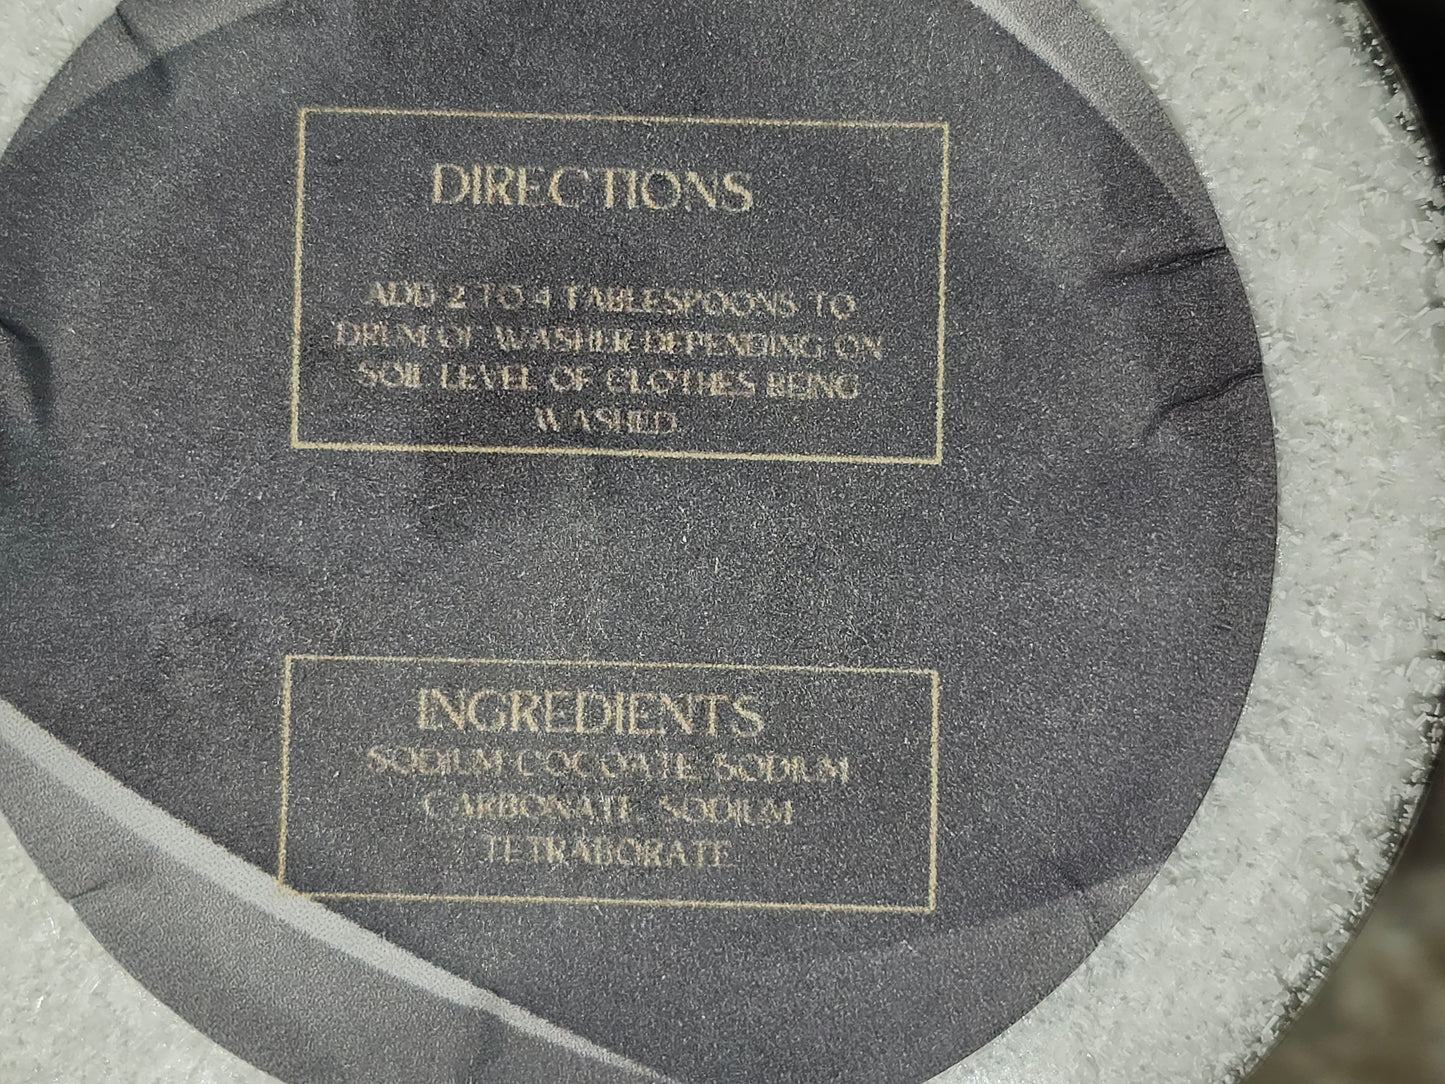 DIRECTIONS
ADD 2 TO 4 TABLESPOONS TO
DRUM OF WASHER DEPENDING ON
SOIL LEVEL OF CLOTHES BEING
WASHED
INGREDIENTS
SODIUM COCOATE, SODIUM
CARBONATE, SODIUM
TETRABORATE